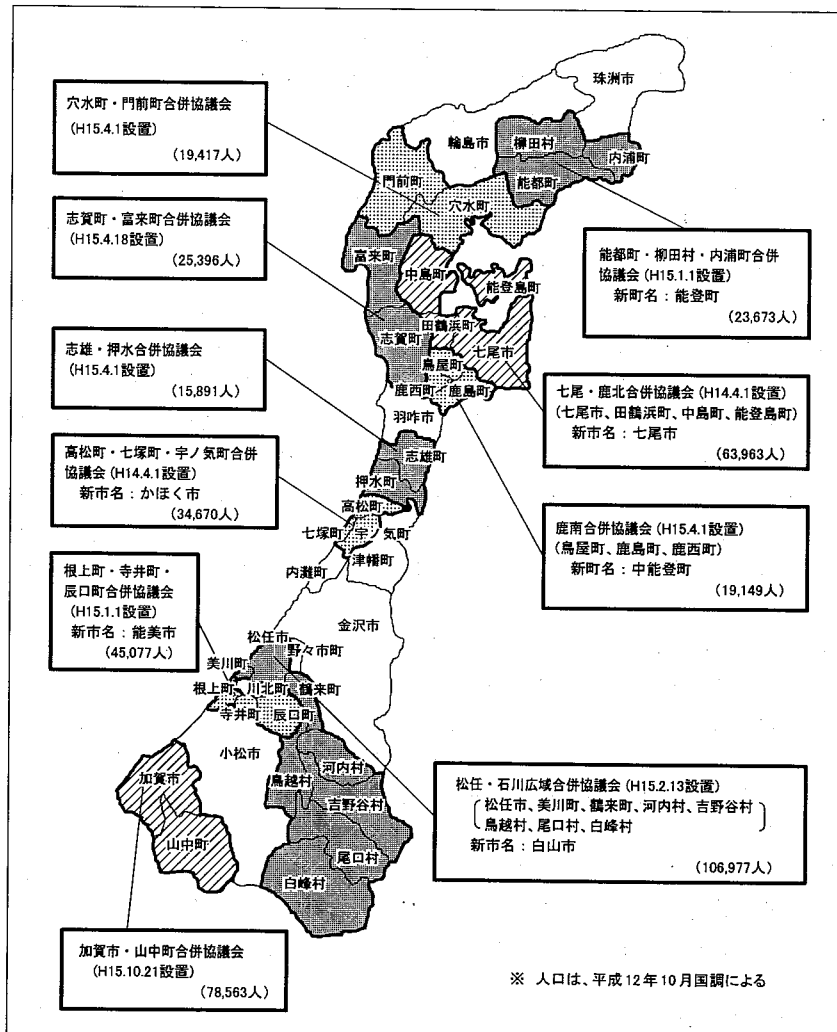 珠洲市
穴水町・門前町合併協議会
(H15.4.1設置)
(19,417人)
輪島市
柳田村
内浦町
門前町
能都町
穴水町
志賀町・富来町合併協議会
(H15.4.18設置)
(25,396人)
富来町
中島町
能登島町
能都町・柳田村・内浦町合併
協議会(H15.1.1設置)
新町名:能登町
(23,673人)
志雄・押水合併協議会
(H15.4.1設置)
(15,891人)
田鶴浜町
志賀町
七尾市
鳥屋町
鹿西町
鹿島町
羽咋市
七尾・鹿北合併協議会(H14.4.1設置)
(七尾市、田鶴浜町、中島町、能登島町)
新市名:七尾市
(63,963人)
高松町・七塚町・宇ノ気町合併
協議会(H14.4.1設置)
新市名:かほく市
(34,670人)
志雄町
押水町
高松町
七塚町
宇ノ気町
津幡町
内灘町
鹿南合併協議会(H15.4.1設置)
(鳥屋町、鹿島町、鹿西町)
新町名:中能登町
(19,149人)
根上町・寺井町・
辰口町合併協議会
(H15.1.1設置)
新市名:能美市
(45,077人)
金沢市
松任市
野々市町
美川町
根上町
川北町
鶴来町
寺井町
辰口町
小松市
加賀市
山中町
鳥越村
河内村
吉野谷村
尾口村
白峰村
松任・石川広域合併協議会(H15.2.13設置)
松任市、美川町、鶴来町、河内村、吉野谷村
鳥越村、尾口村、白峰村
新市名:白山市
(106,977人)
加賀市・山中町合併協議会
(H15.10.21設置)
(78,563人)
※ 人口は、平成12年10月国調による